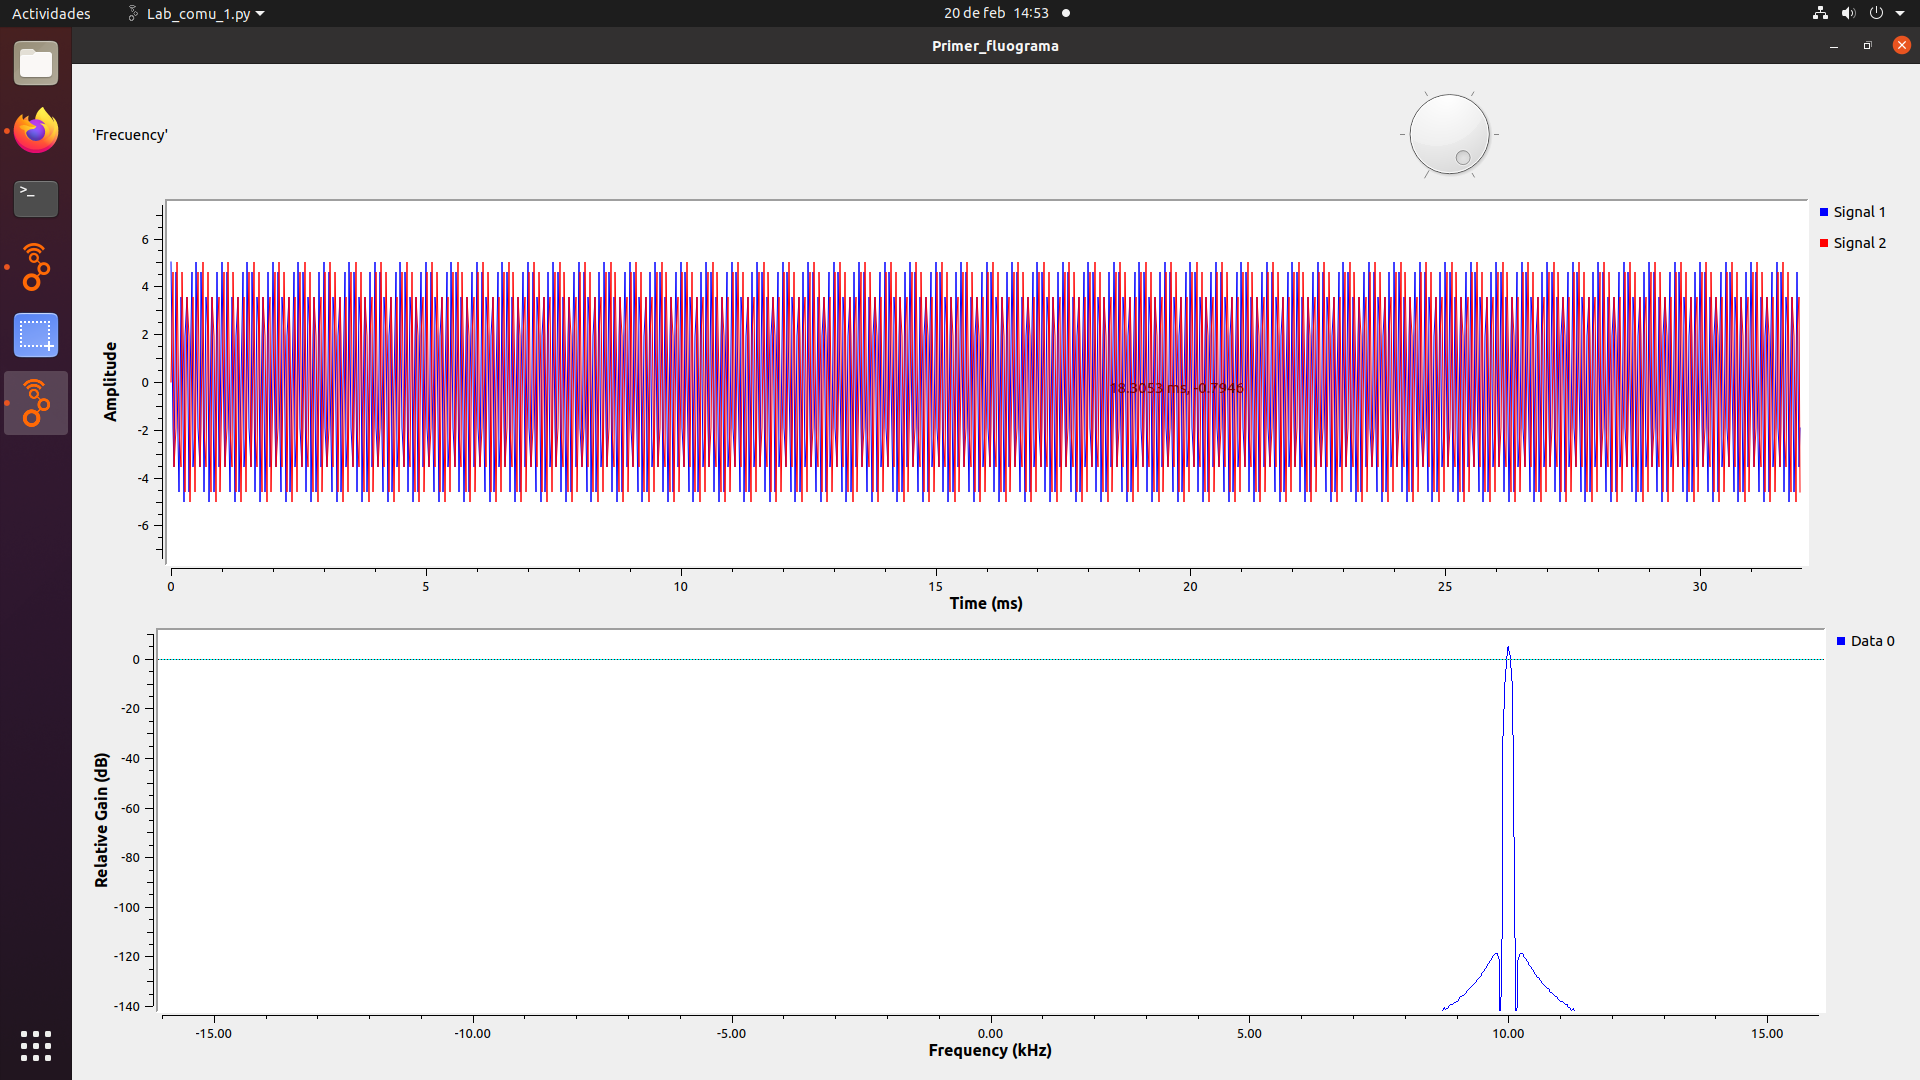 Actividades
Lab_comu_1.py
20 de feb 14:53
Primer_fluograma
'Frecuency'
Signal 1
Signal 2
6
4
2
0
-2
-4
-6
Amplitude
18.3053 ms, -0.7946
0 5 10 15 20 25 30
Time (ms)
Data 0
0
-20
-40
-60
-80
-100
-120
-140
Relative Gain (dB)
-15.00 -10.00 -5.00 0.00 5.00 10.00 15.00
Frequency (kHz)